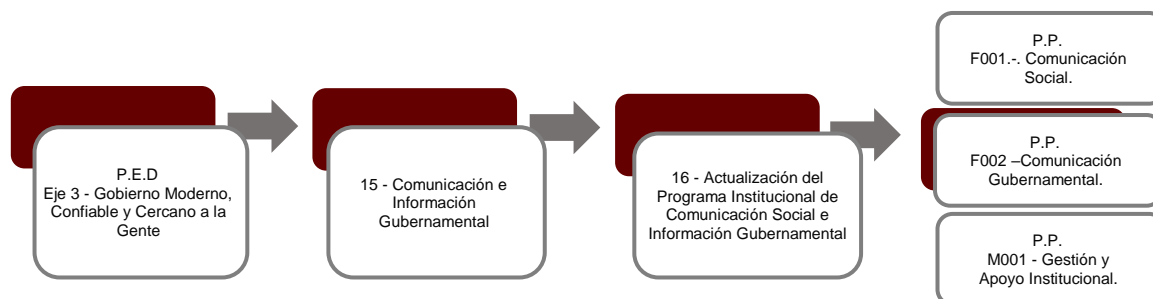 P.E.D
Eje 3 - Gobierno Moderno,
Confiable y Cercano a la
Gente
15 - Comunicación e
Información
Gubernamental
16 - Actualización del
Programa Institucional de
Comunicación Social e
Información Gubernamental
P.P.
F001.-. Comunicación
Social.
P.P.
F002 –Comunicación
Gubernamental.
P.P.
M001 - Gestión y
Apoyo Institucional.